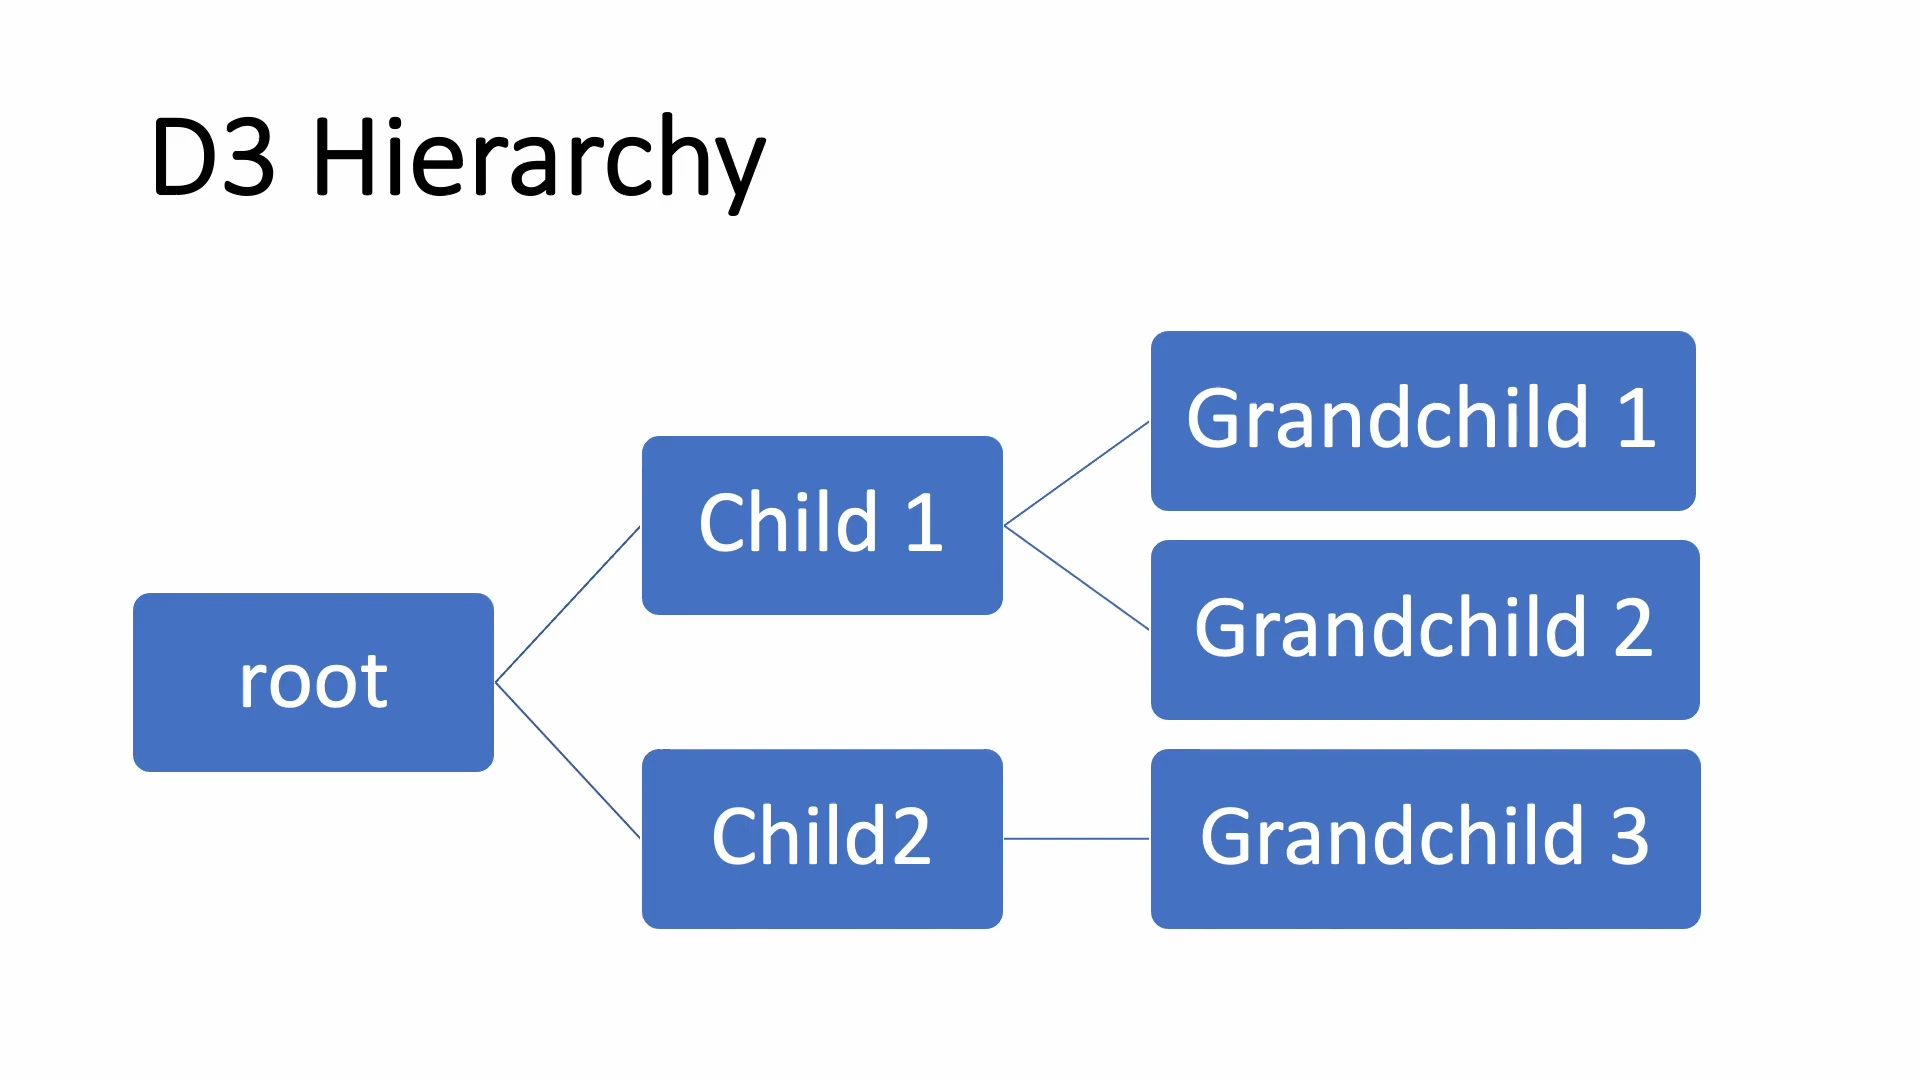 D3 Hierarchy
root
Child 1
Child2
Grandchild 1
Grandchild 2
Grandchild 3